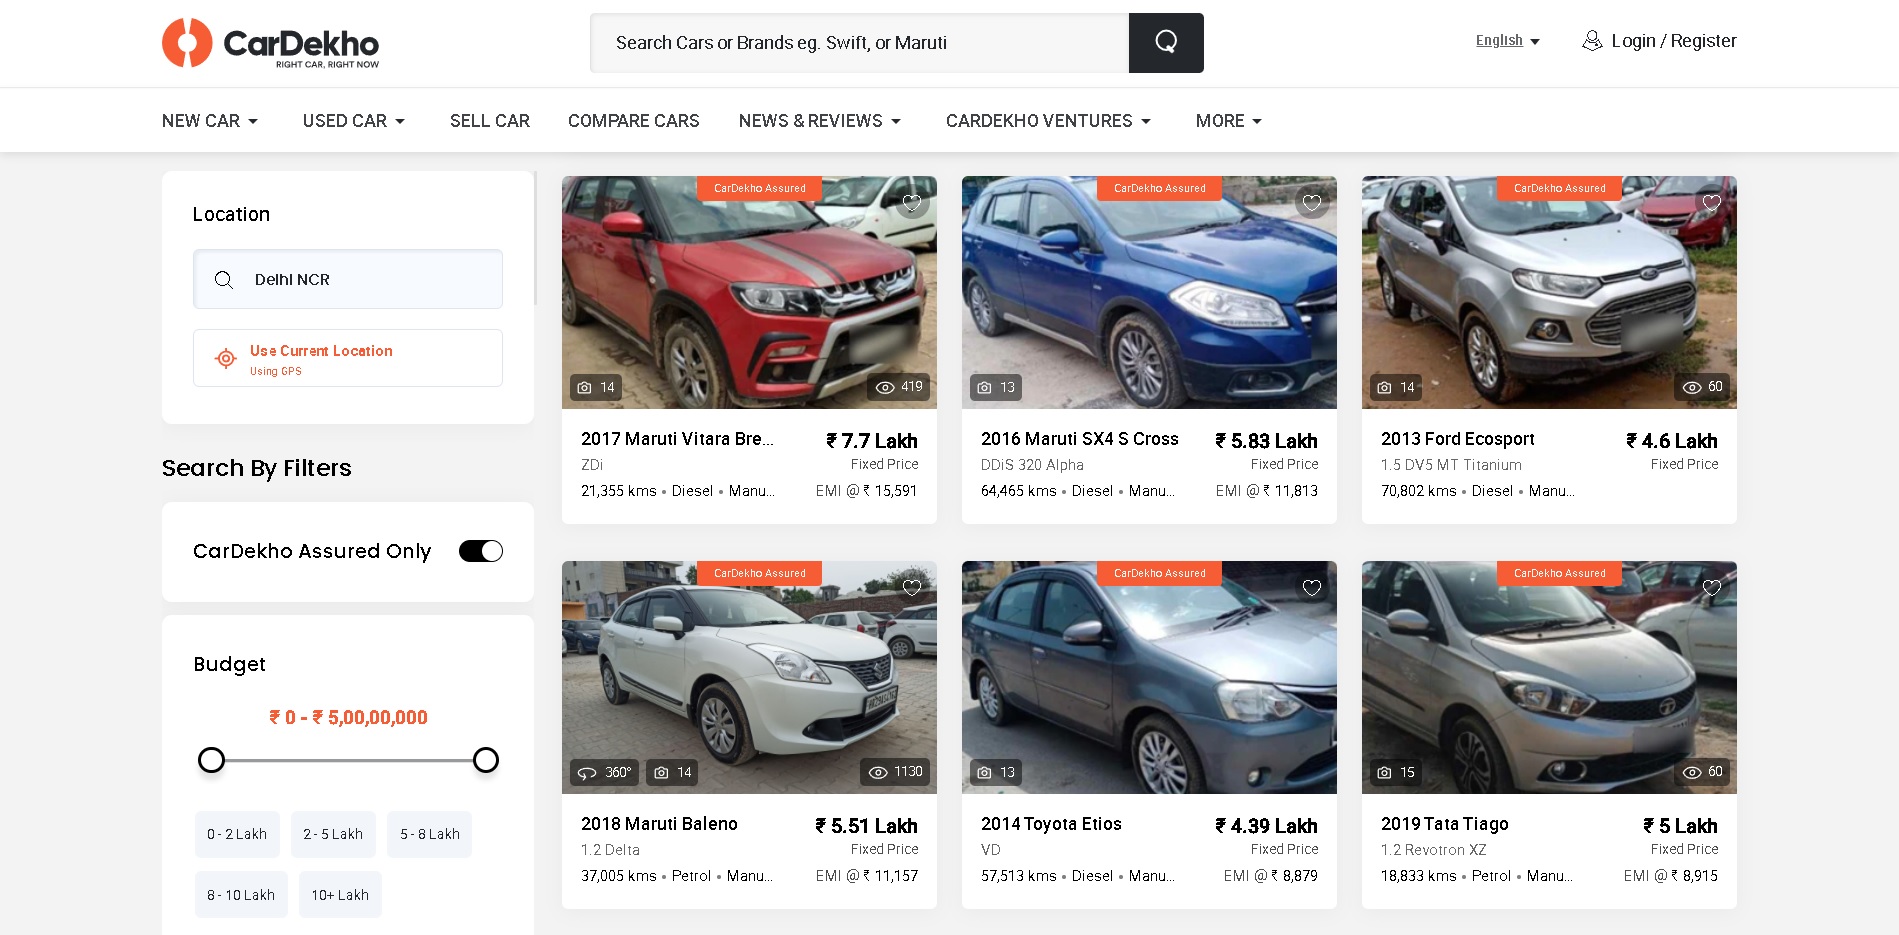 CarDekho
RIGHT CAR, RIGHT NOW
Search Cars or Brands eg. Swift, or Maruti
English
Login / Register
NEW CAR
USED CAR
SELL CAR
COMPARE CARS
NEWS & REVIEWS
CARDEKHO VENTURES
MORE
Location
Delhi NCR
Use Current Location
Using GPS
Search By Filters
CarDekho Assured Only
Budget
₹ 0 - ₹ 5,00,00,000
0 - 2 Lakh
2 - 5 Lakh
5 - 8 Lakh
8 - 10 Lakh
10+ Lakh
CarDekho Assured
14
419
2017 Maruti Vitara Bre...
₹ 7.7 Lakh
ZDi
Fixed Price
21,355 kms • Diesel • Manu...
EMI @ ₹ 15,591
CarDekho Assured
13
2016 Maruti SX4 S Cross
₹ 5.83 Lakh
DDiS 320 Alpha
Fixed Price
64,465 kms • Diesel • Manu...
EMI @ ₹ 11,813
CarDekho Assured
14
60
2013 Ford Ecosport
₹ 4.6 Lakh
1.5 DV5 MT Titanium
Fixed Price
70,802 kms • Diesel • Manu...
CarDekho Assured
360°
14
1130
2018 Maruti Baleno
₹ 5.51 Lakh
1.2 Delta
Fixed Price
37,005 kms • Petrol • Manu...
EMI @ ₹ 11,157
CarDekho Assured
13
2014 Toyota Etios
₹ 4.39 Lakh
VD
Fixed Price
57,513 kms • Diesel • Manu...
EMI @ ₹ 8,879
CarDekho Assured
15
60
2019 Tata Tiago
₹ 5 Lakh
1.2 Revotron XZ
Fixed Price
18,833 kms • Petrol • Manu...
EMI @ ₹ 8,915